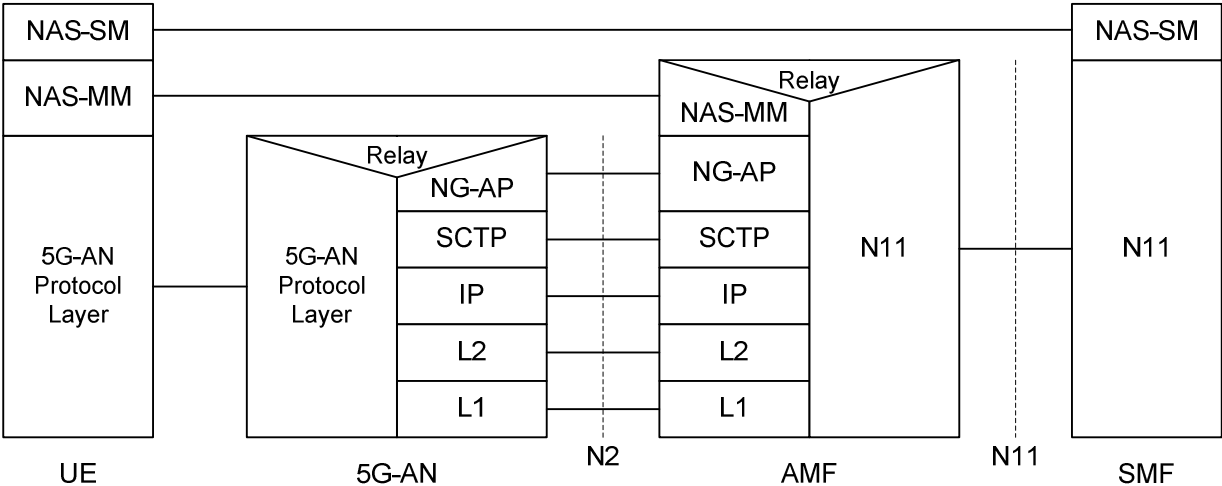 NAS-SM
NAS-SM
NAS-MM
Relay
NAS-MM
Relay
NG-AP
NG-AP
SCTP
SCTP
5G-AN
Protocol
Layer
5G-AN
Protocol
Layer
N11
N11
IP
IP
L2
L2
L1
L1
N2
N11
UE
5G-AN
AMF
SMF